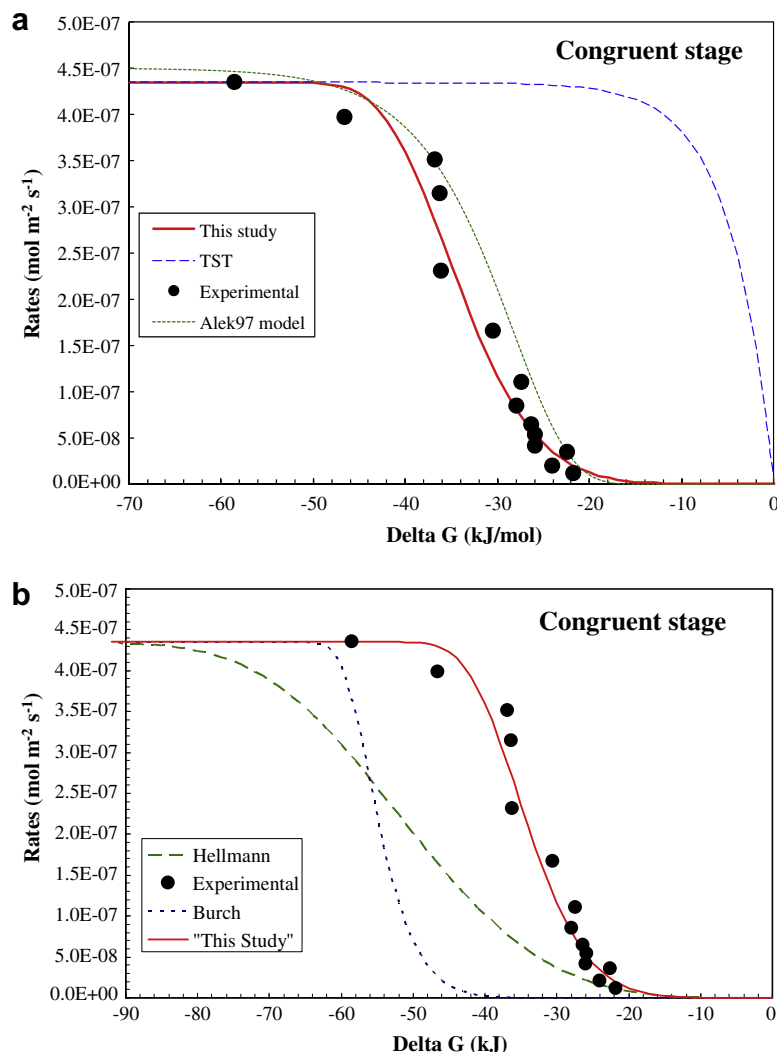 a
Congruent stage
Rates (mol m⁻² s⁻¹)
5.0E-07
4.5E-07
4.0E-07
3.5E-07
3.0E-07
2.5E-07
2.0E-07
1.5E-07
1.0E-07
5.0E-08
0.0E+00
This study
TST
Experimental
Alek97 model
-70 -60 -50 -40 -30 -20 -10 0
Delta G (kJ/mol)
b
Congruent stage
Rates (mol m⁻² s⁻¹)
5.0E-07
4.5E-07
4.0E-07
3.5E-07
3.0E-07
2.5E-07
2.0E-07
1.5E-07
1.0E-07
5.0E-08
0.0E+00
Hellmann
Experimental
Burch
"This Study"
-90 -80 -70 -60 -50 -40 -30 -20 -10 0
Delta G (kJ)